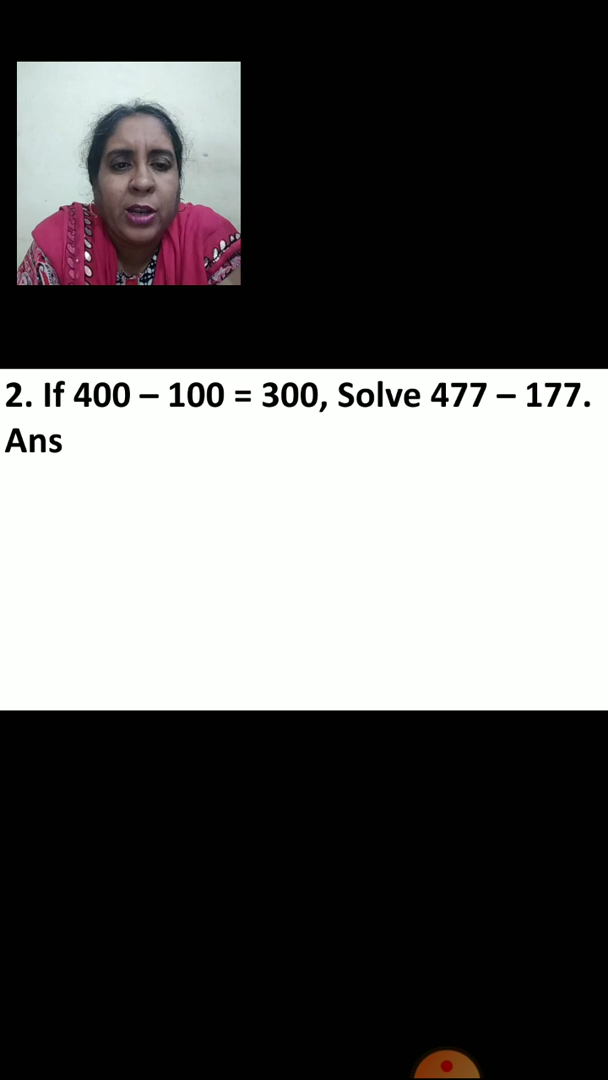 2. If 400 – 100 = 300, Solve 477 – 177.
Ans